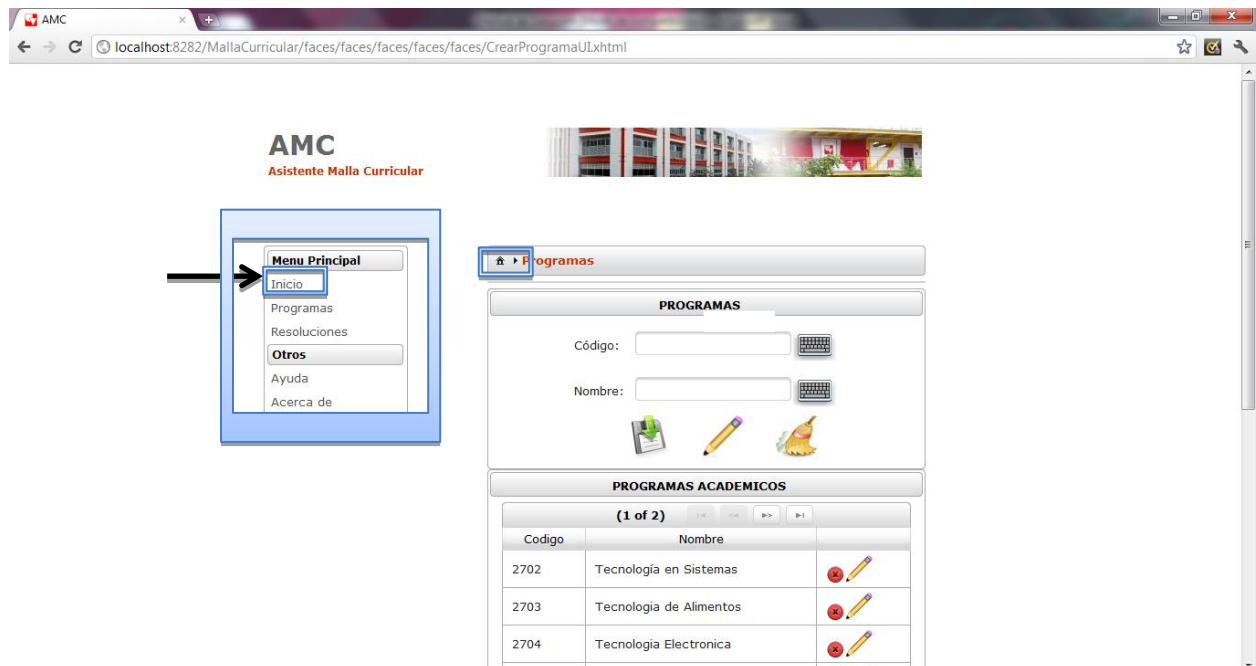 AMC
localhost:8282/MallaCurricular/faces/faces/faces/faces/faces/CrearProgramaUI.xhtml
AMC
Asistente Malla Curricular
Menu Principal
Inicio
Programas
Resoluciones
Otros
Ayuda
Acerca de
Programas
PROGRAMAS
Código:
Nombre:
PROGRAMAS ACADEMICOS
(1 of 2)
Codigo Nombre
2702 Tecnología en Sistemas
2703 Tecnologia de Alimentos
2704 Tecnologia Electronica